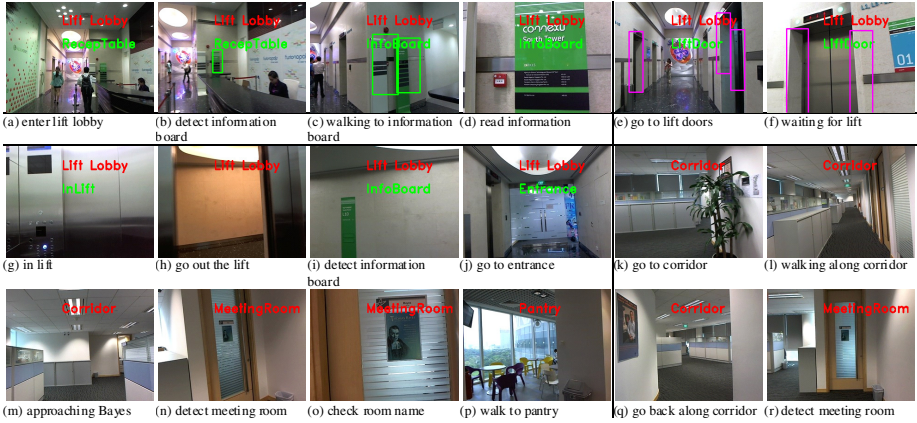 Lift Lobby
RecepTable
Lift Lobby
RecepTable
Lift Lobby
InfoBoard
Lift Lobby
InfoBoard
connexis
South Tower
Lift Lobby
LiftDoor
Lift Lobby
LiftDoor
01
(a) enter lift lobby
(b) detect information
board
(c) walking to information
board
(d) read information
(e) go to lift doors
(f) waiting for lift
Lift Lobby
InLift
Lift Lobby
Lift Lobby
InfoBoard
Lift Lobby
Entrance
Corridor
Corridor
(g) in lift
(h) go out the lift
(i) detect information
board
(j) go to entrance
(k) go to corridor
(l) walking along corridor
Corridor
MeetingRoom
MeetingRoom
Pantry
Corridor
MeetingRoom
(m) approaching Bayes
(n) detect meeting room
(o) check room name
(p) walk to pantry
(q) go back along corridor
(r) detect meeting room